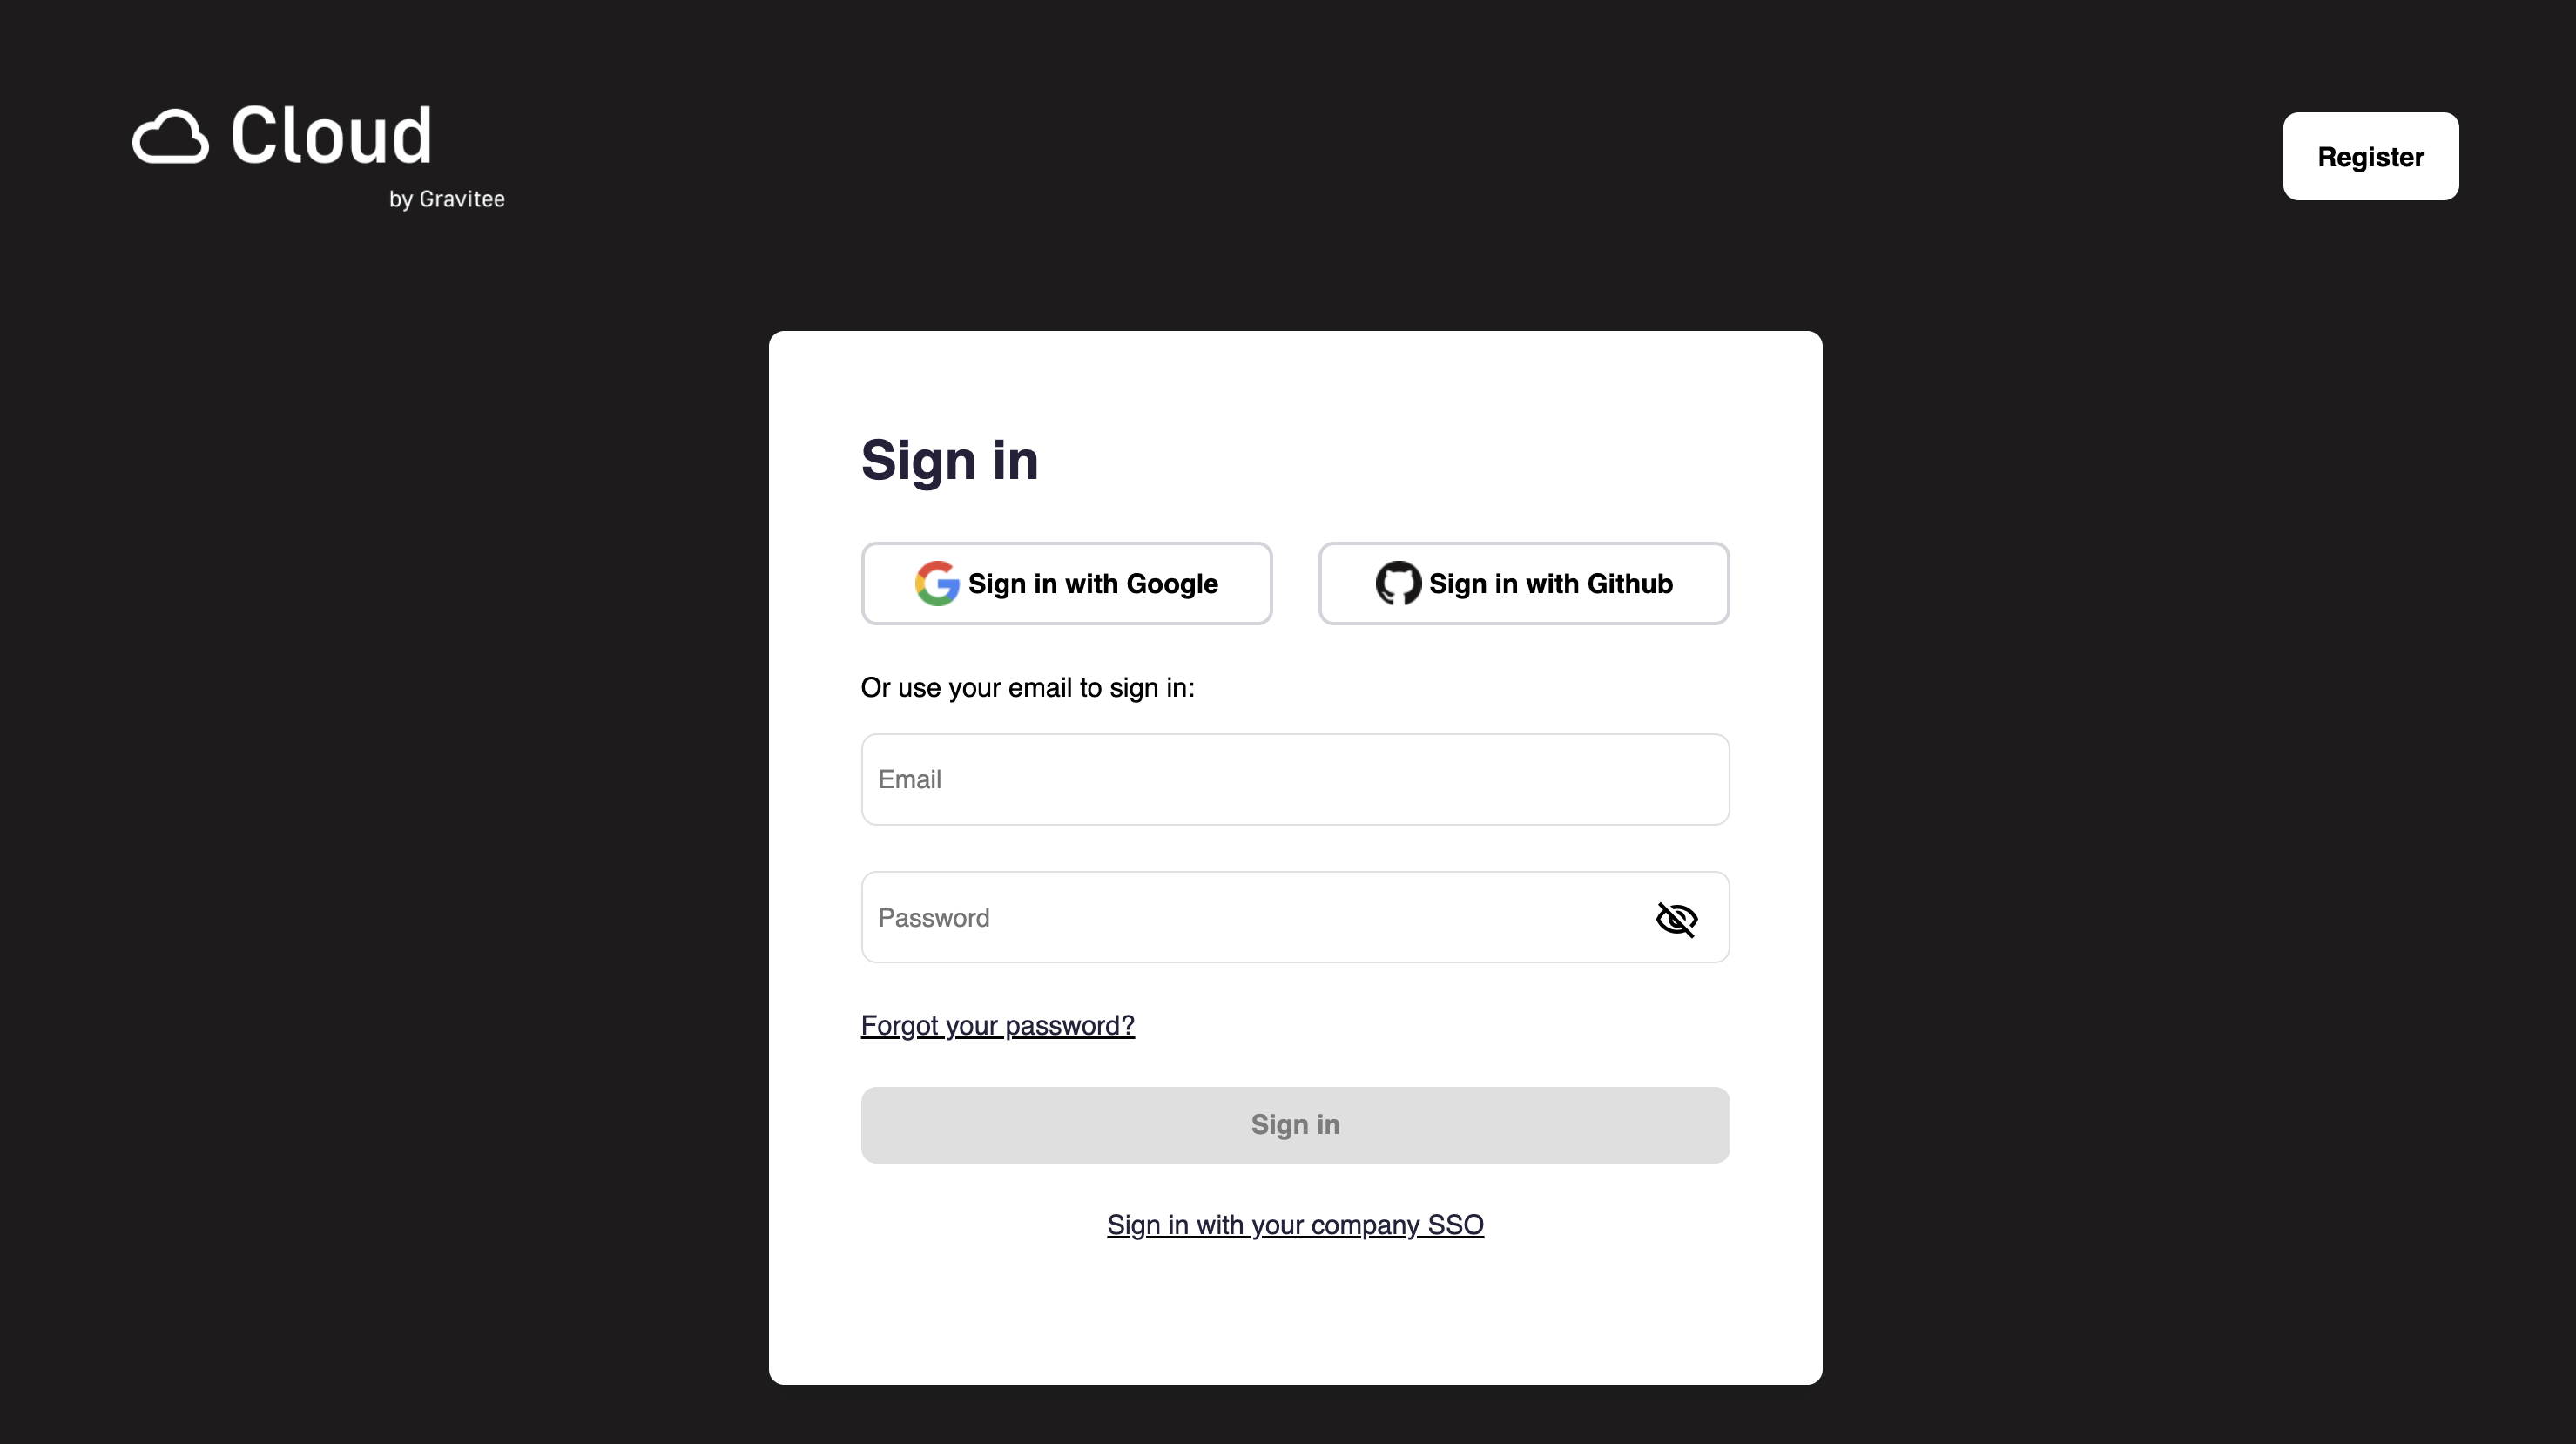 Cloud
by Gravitee
Register
Sign in
Sign in with Google
Sign in with Github
Or use your email to sign in:
Email
Password
Forgot your password?
Sign in
Sign in with your company SSO